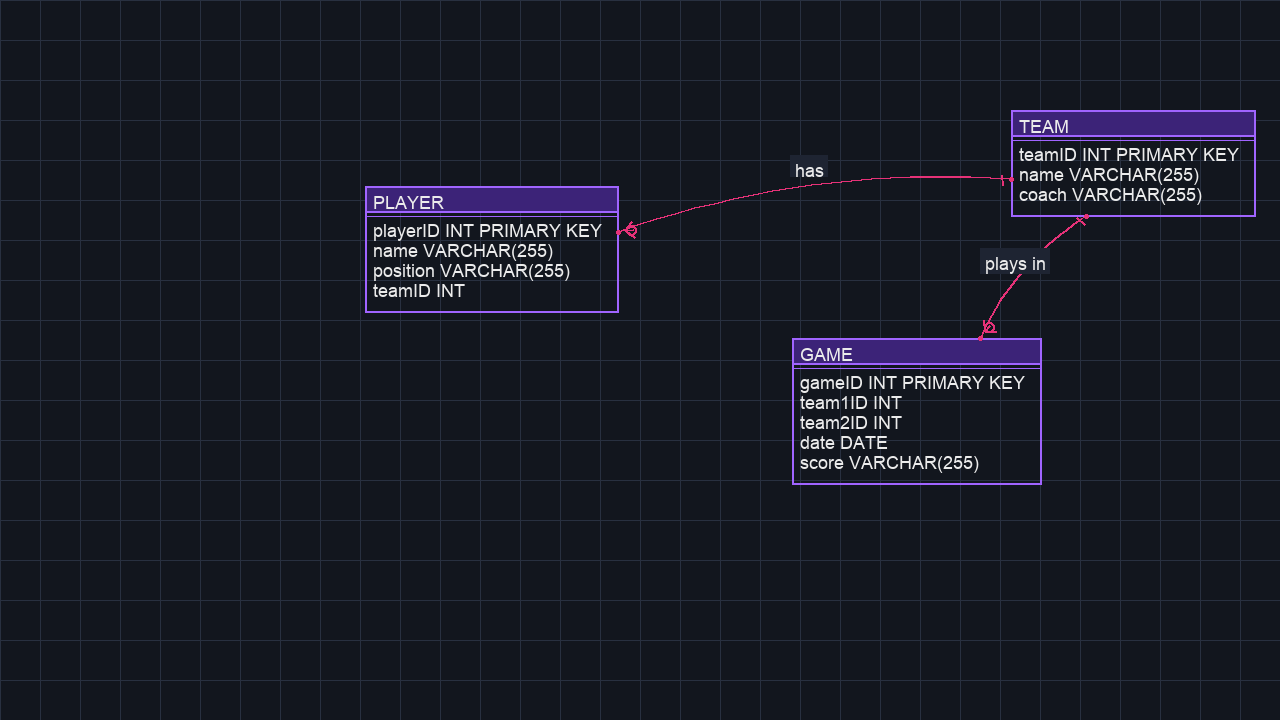 TEAM
teamID INT PRIMARY KEY
name VARCHAR(255)
coach VARCHAR(255)
has
PLAYER
playerID INT PRIMARY KEY
name VARCHAR(255)
position VARCHAR(255)
teamID INT
plays in
GAME
gameID INT PRIMARY KEY
team1ID INT
team2ID INT
date DATE
score VARCHAR(255)